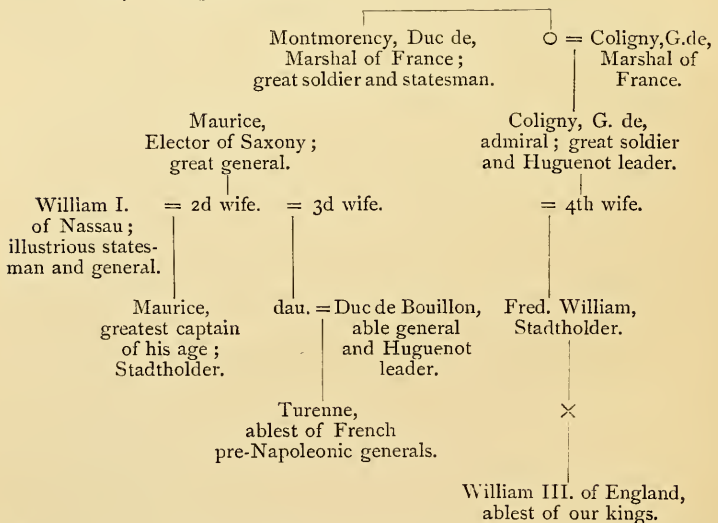 Montmorency, Duc de,
Marshal of France;
great soldier and statesman.
O = Coligny, G. de,
Marshal of
France.
Maurice,
Elector of Saxony;
great general.
Coligny, G. de,
admiral; great soldier
and Huguenot leader.
William I.
of Nassau;
illustrious states-
man and general.
= 2d wife.
= 3d wife.
= 4th wife.
Maurice,
greatest captain
of his age;
Stadtholder.
dau. = Duc de Bouillon,
able general
and Huguenot
leader.
Fred. William,
Stadtholder.
Turenne,
ablest of French
pre-Napoleonic generals.
×
William III. of England,
ablest of our kings.